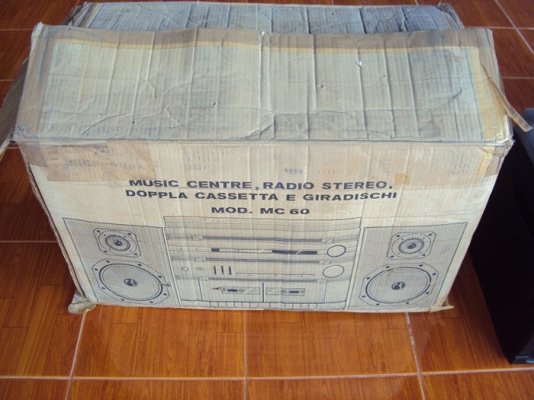 MUSIC CENTRE, RADIO STEREO,
DOPPLA CASSETTA E GIRADISCHI
MOD. MC 60